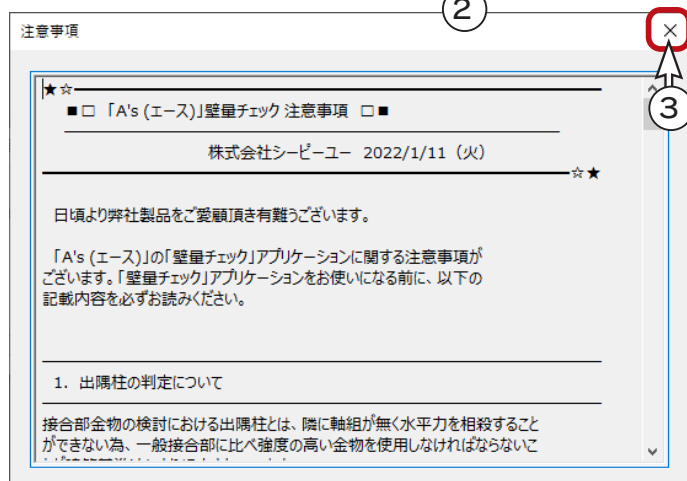 ②
注意事項
③
★☆━━━━━━━━━━━━━━━━━━━━━━━━━━━━
■□ 「A's (エース)」壁量チェック 注意事項 □■
株式会社シーピーユー 2022/1/11（火）
━━━━━━━━━━━━━━━━━━━━━━━━━━━━☆★
日頃より弊社製品をご愛顧頂き有難うございます。
「A's (エース)」の「壁量チェック」アプリケーションに関する注意事項が
ございます。「壁量チェック」アプリケーションをお使いになる前に、以下の
記載内容を必ずお読みください。
1．出隅柱の判定について
接合部金物の検討における出隅柱とは、隣に軸組が無く水平力を相殺すること
ができない為、一般接合部に比べ強度の高い金物を使用しなければならないこ